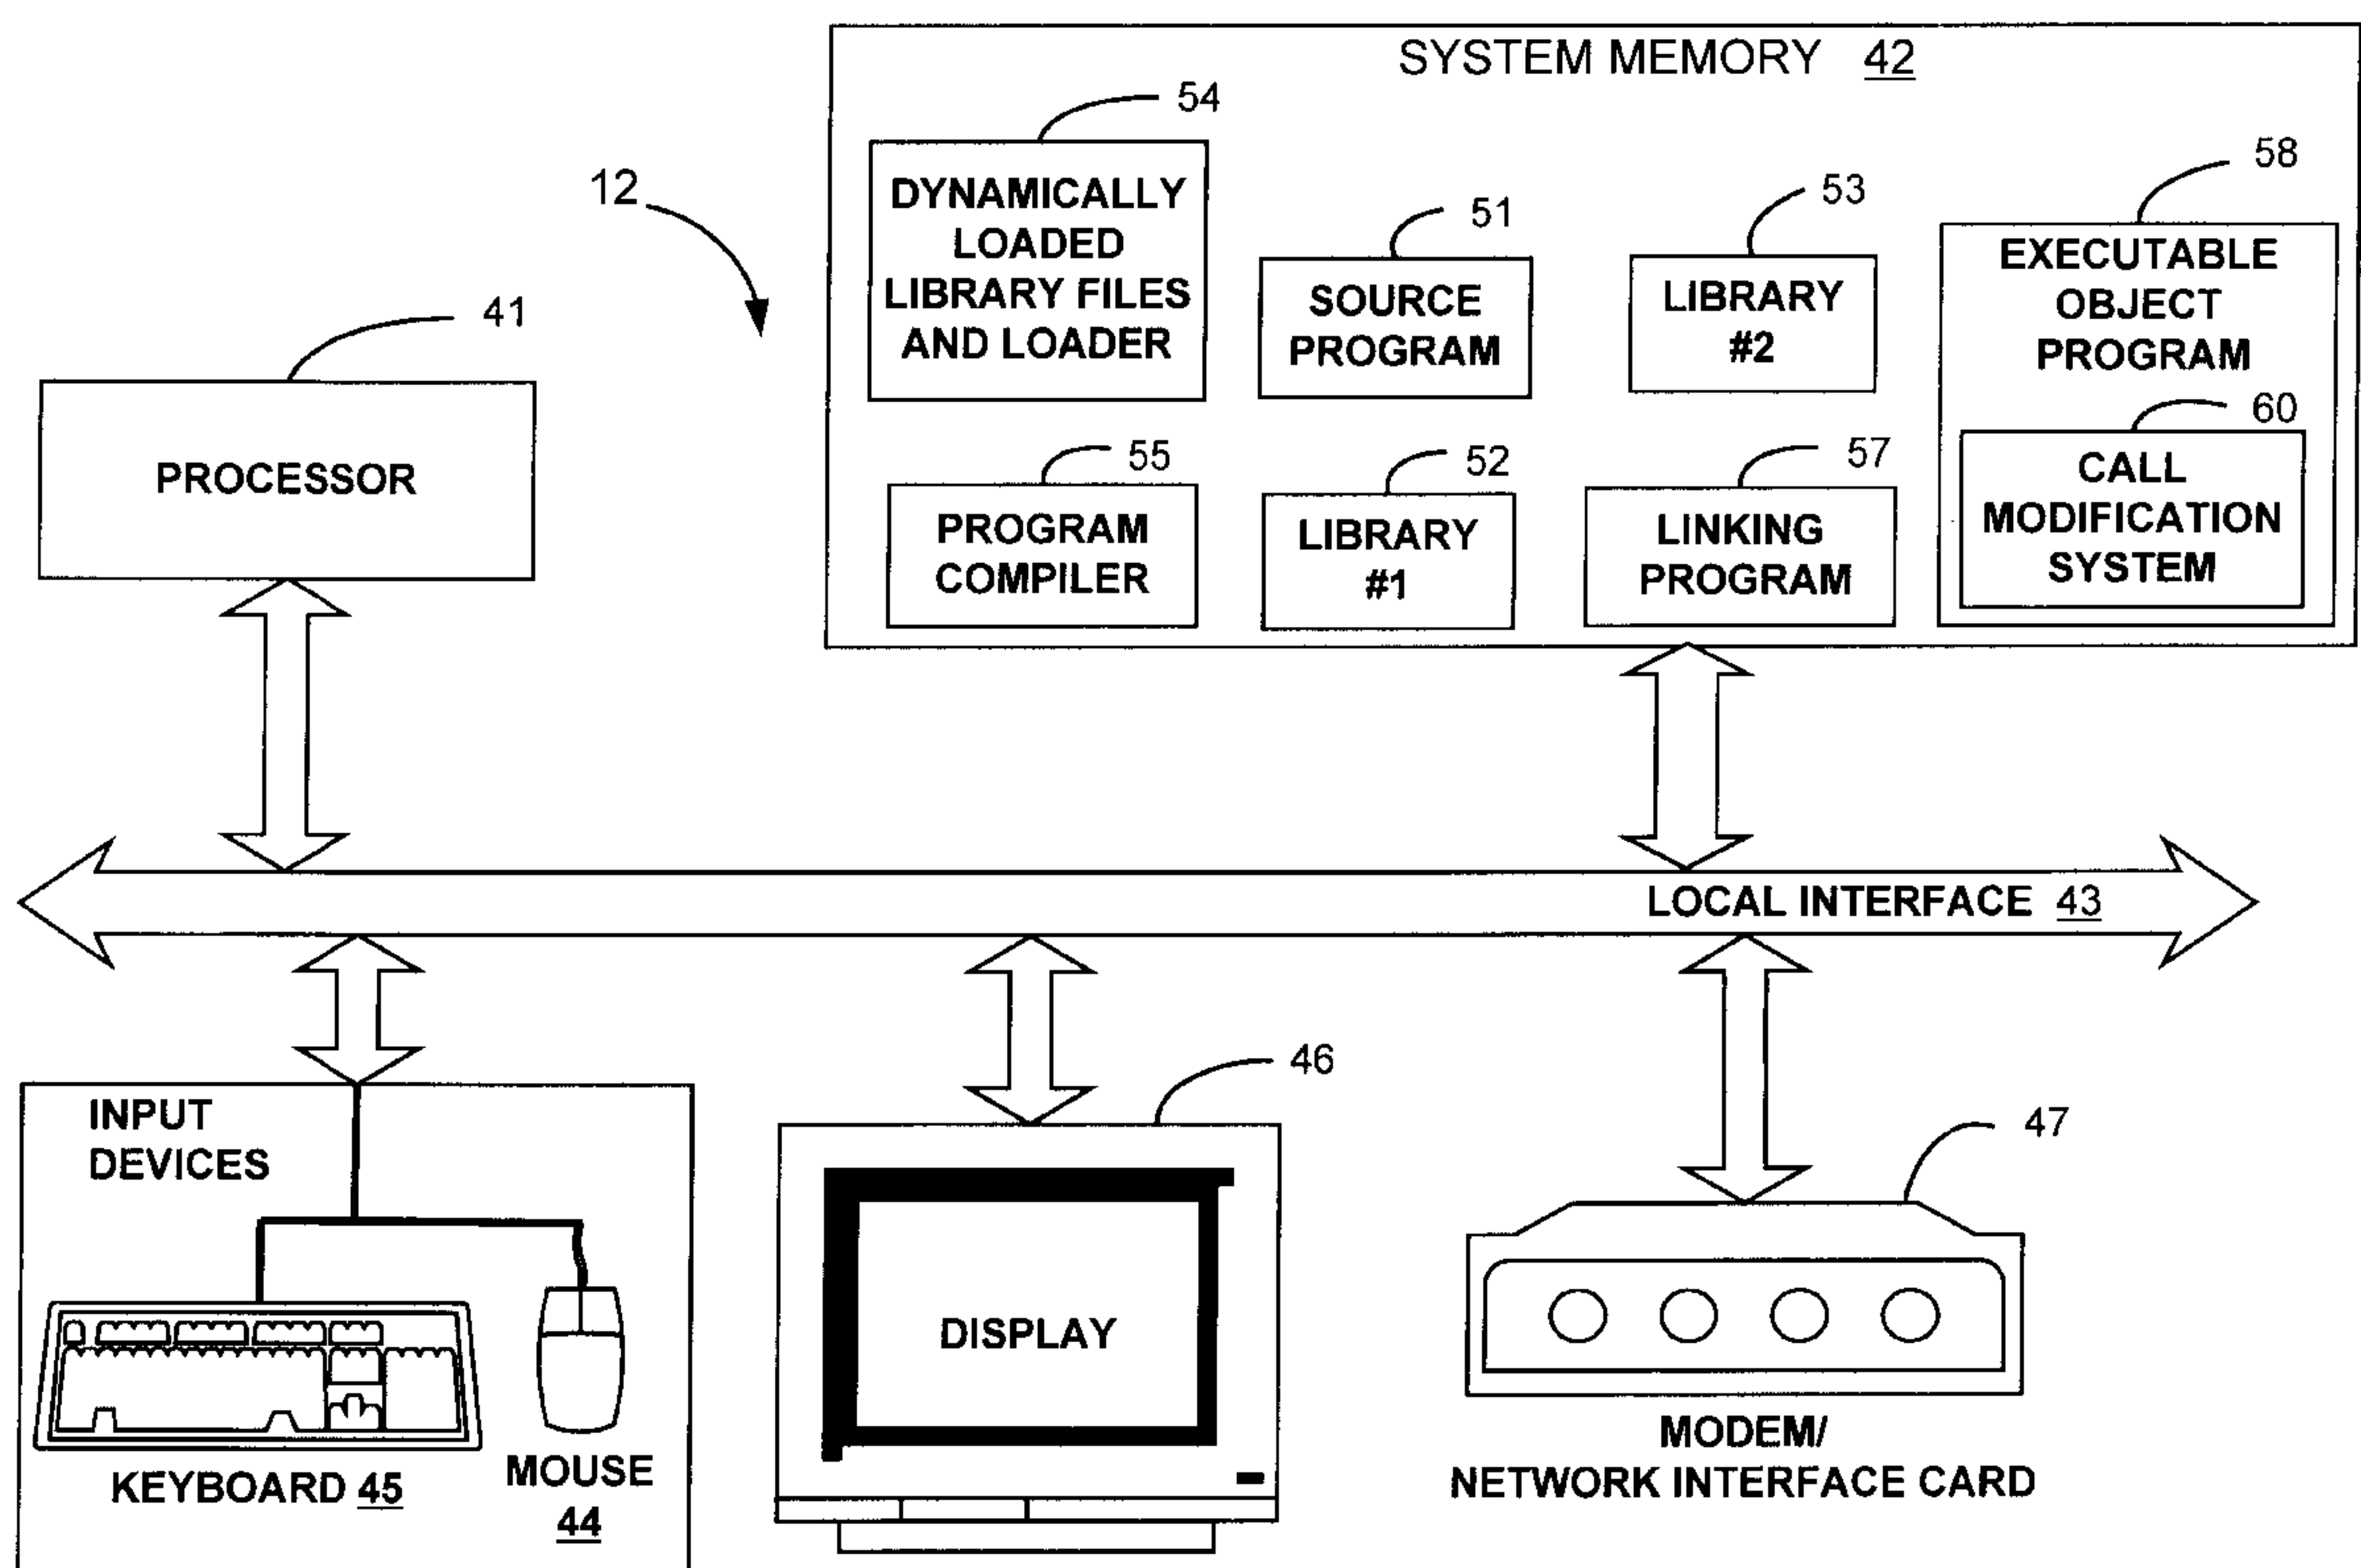 SYSTEM MEMORY 42
54
DYNAMICALLY
LOADED
LIBRARY FILES
AND LOADER
51
SOURCE
PROGRAM
53
LIBRARY
#2
58
EXECUTABLE
OBJECT
PROGRAM
60
CALL
MODIFICATION
SYSTEM
55
PROGRAM
COMPILER
52
LIBRARY
#1
57
LINKING
PROGRAM
12
41
PROCESSOR
LOCAL INTERFACE 43
INPUT
DEVICES
KEYBOARD 45
MOUSE
44
46
DISPLAY
47
MODEM/
NETWORK INTERFACE CARD